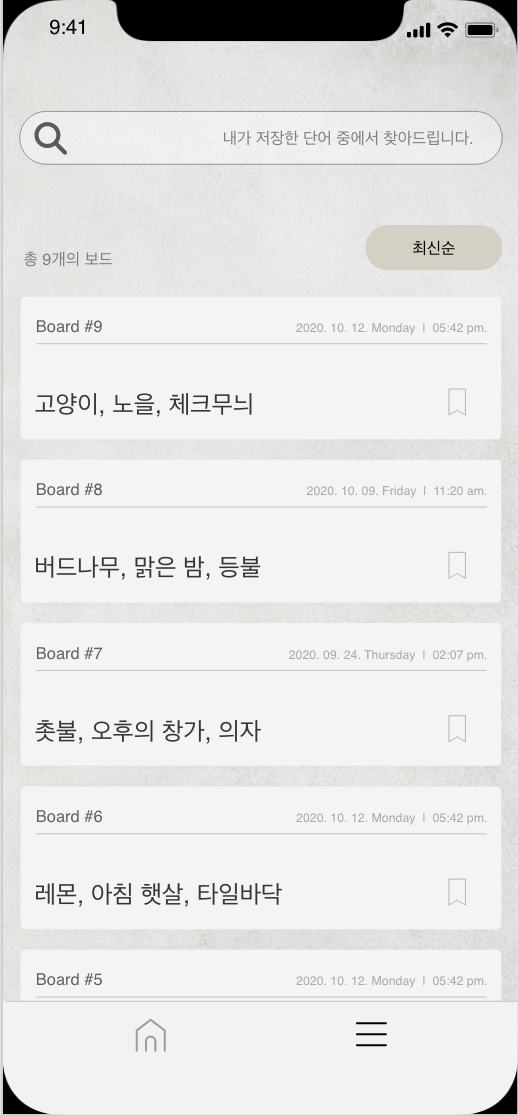 9:41
내가 저장한 단어 중에서 찾아드립니다.
총 9개의 보드
최신순
Board #9
2020. 10. 12. Monday | 05:42 pm.
고양이, 노을, 체크무늬
Board #8
2020. 10. 09. Friday | 11:20 am.
버드나무, 맑은 밤, 등불
Board #7
2020. 09. 24. Thursday | 02:07 pm.
촛불, 오후의 창가, 의자
Board #6
2020. 10. 12. Monday | 05:42 pm.
레몬, 아침 햇살, 타일바닥
Board #5
2020. 10. 12. Monday | 05:42 pm.